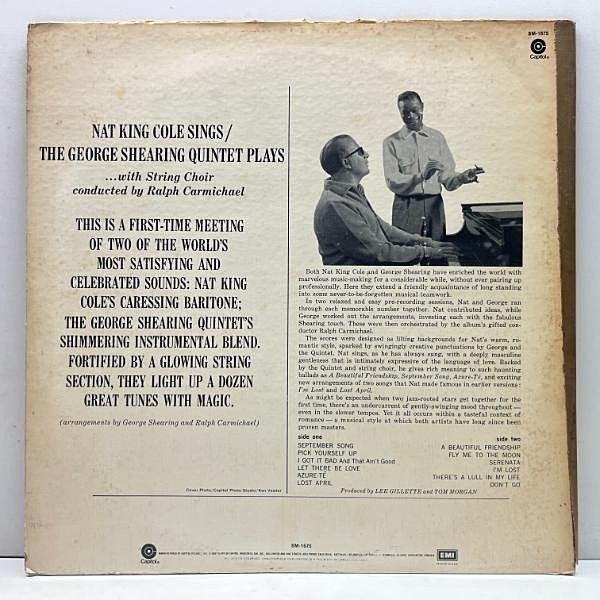 SM-1675
Capitol
NAT KING COLE SINGS/
THE GEORGE SHEARING QUINTET PLAYS
...with String Choir
conducted by Ralph Carmichael
THIS IS A FIRST-TIME MEETING
OF TWO OF THE WORLD'S
MOST SATISFYING AND
CELEBRATED SOUNDS: NAT KING
COLE'S CARESSING BARITONE;
THE GEORGE SHEARING QUINTET'S
SHIMMERING INSTRUMENTAL BLEND.
FORTIFIED BY A GLOWING STRING
SECTION, THEY LIGHT UP A DOZEN
GREAT TUNES WITH MAGIC.
(arrangements by George Shearing and Ralph Carmichael)
Cover Photo/Capitol Photo Studio/Ken Veeder
Both Nat King Cole and George Shearing have enriched the world with
marvelous music-making for a considerable while, without ever pairing up
professionally. Here they extend a friendly acquaintance of long standing
into some never-to-be-forgotten musical teamwork.
In two relaxed and easy pre-recording sessions, Nat and George ran
through each memorable number together. Nat contributed ideas, while
George worked out the arrangements, investing each with the fabulous
Shearing touch. These were then orchestrated by the album's gifted con-
ductor Ralph Carmichael.
The scores were designed as lilting backgrounds for Nat's warm, ro-
mantic style, sparked by swingingly creative punctuations by George and
the Quintet. Nat sings, as he has always sung, with a deeply masculine
gentleness that is intimately expressive of the language of love. Backed
by the Quintet and string choir, he gives rich meaning to such haunting
ballads as A Beautiful Friendship, September Song, Azure-Té, and exciting
new arrangements of two songs that Nat made famous in earlier versions:
I'm Lost and Lost April.
As might be expected when two jazz-rooted stars get together for the
first time, there's an undercurrent of gently-swinging mood throughout—
even in the slower tempos. Yet it all occurs within a tasteful context of
romance—a musical style at which both artists have long since been
proven masters.
side one
SEPTEMBER SONG
PICK YOURSELF UP
I GOT IT BAD And That Ain't Good
LET THERE BE LOVE
AZURE-TÉ
LOST APRIL
side two
A BEAUTIFUL FRIENDSHIP
FLY ME TO THE MOON
SERENATA
I'M LOST
THERE'S A LULL IN MY LIFE
DON'T GO
Produced by LEE GILLETTE and TOM MORGAN
SM-1675
Capitol
EMI